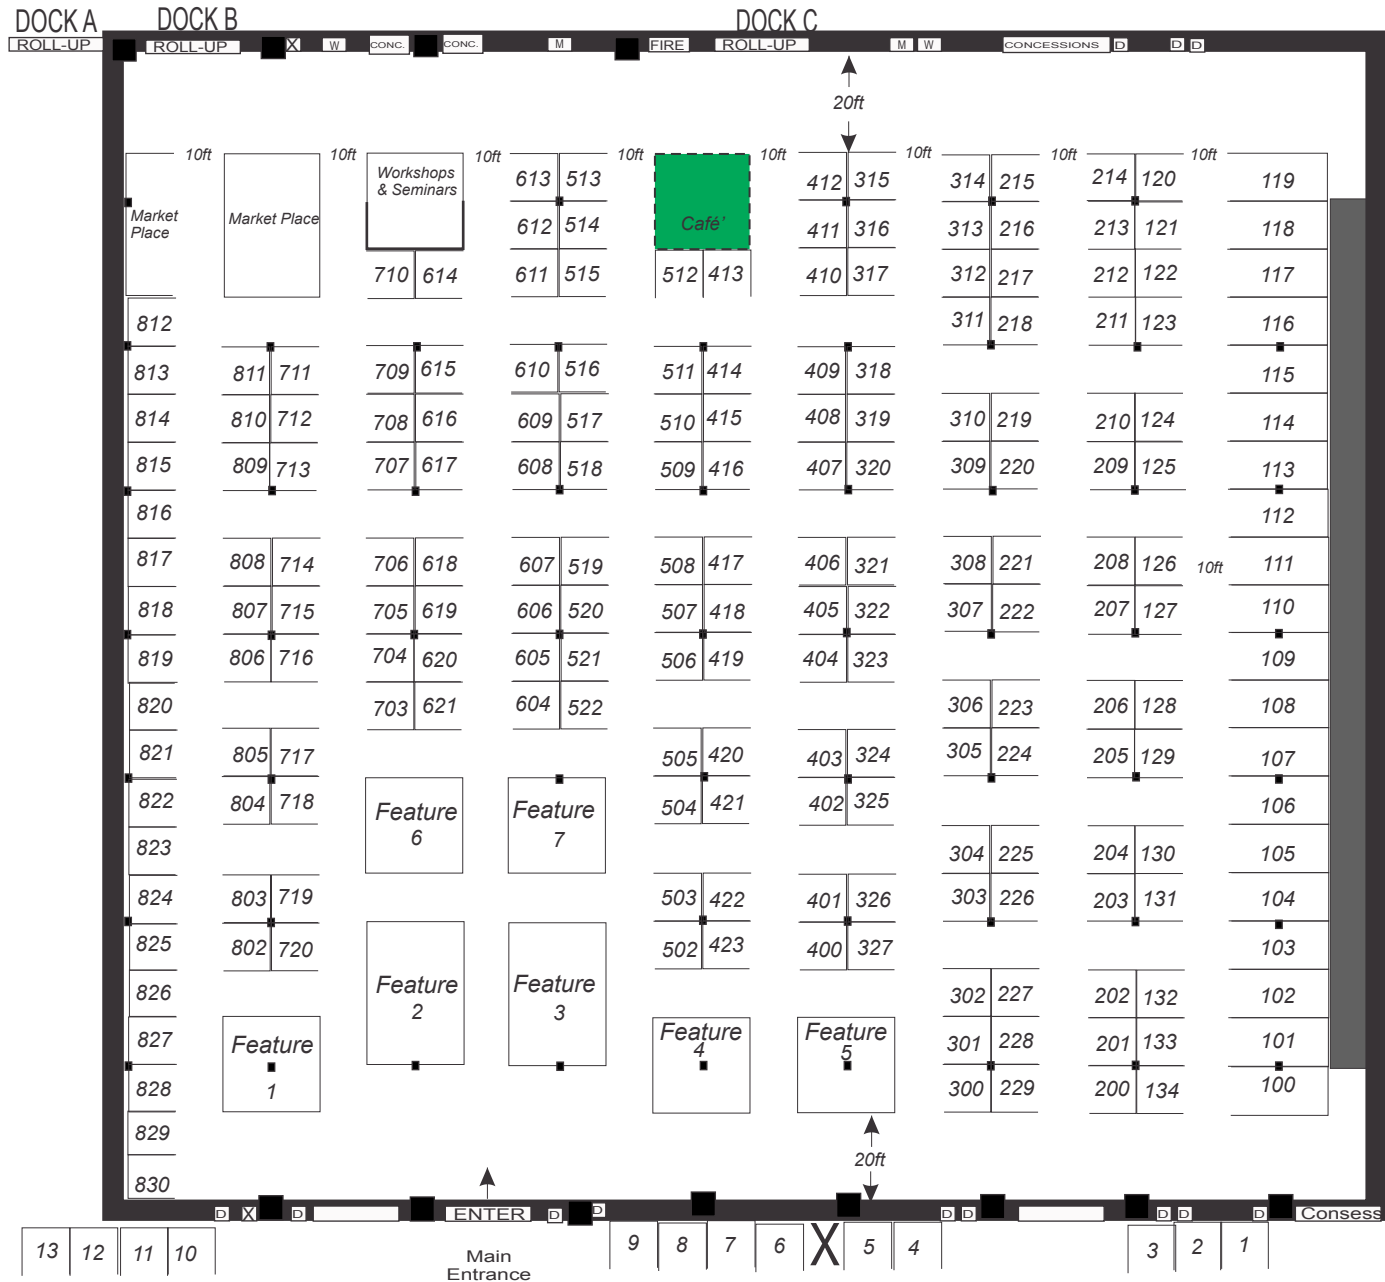 DOCK A DOCK B DOCK C
ROLL-UP ROLL-UP X W CONC. CONC. M FIRE ROLL-UP M W CONCESSIONS D D D
20ft
10ft 10ft 10ft 10ft 10ft 10ft 10ft 10ft
Workshops
& Seminars
613 513 412 315 314 215 214 120 119
Market
Place
Market Place
612 514 Café' 411 316 313 216 213 121 118
710 614 611 515 512 413 410 317 312 217 212 122 117
812 311 218 211 123 116
813 811 711 709 615 610 516 511 414 409 318 115
814 810 712 708 616 609 517 510 415 408 319 310 219 210 124 114
815 809 713 707 617 608 518 509 416 407 320 309 220 209 125 113
816 112
817 808 714 706 618 607 519 508 417 406 321 308 221 208 126 10ft 111
818 807 715 705 619 606 520 507 418 405 322 307 222 207 127 110
819 806 716 704 620 605 521 506 419 404 323 109
820 703 621 604 522 306 223 206 128 108
821 805 717 505 420 403 324 305 224 205 129 107
822 804 718 504 421 402 325 106
Feature
6
Feature
7
823 304 225 204 130 105
824 803 719 503 422 401 326 303 226 203 131 104
825 802 720 502 423 400 327 103
826 302 227 202 132 102
Feature
2
Feature
3
827 301 228 201 133 101
Feature
1
Feature
4
Feature
5
828 300 229 200 134 100
829
830
20ft
D X D ENTER D D D D D D D Consess
13 12 11 10 9 8 7 6 X 5 4 3 2 1
Main
Entrance